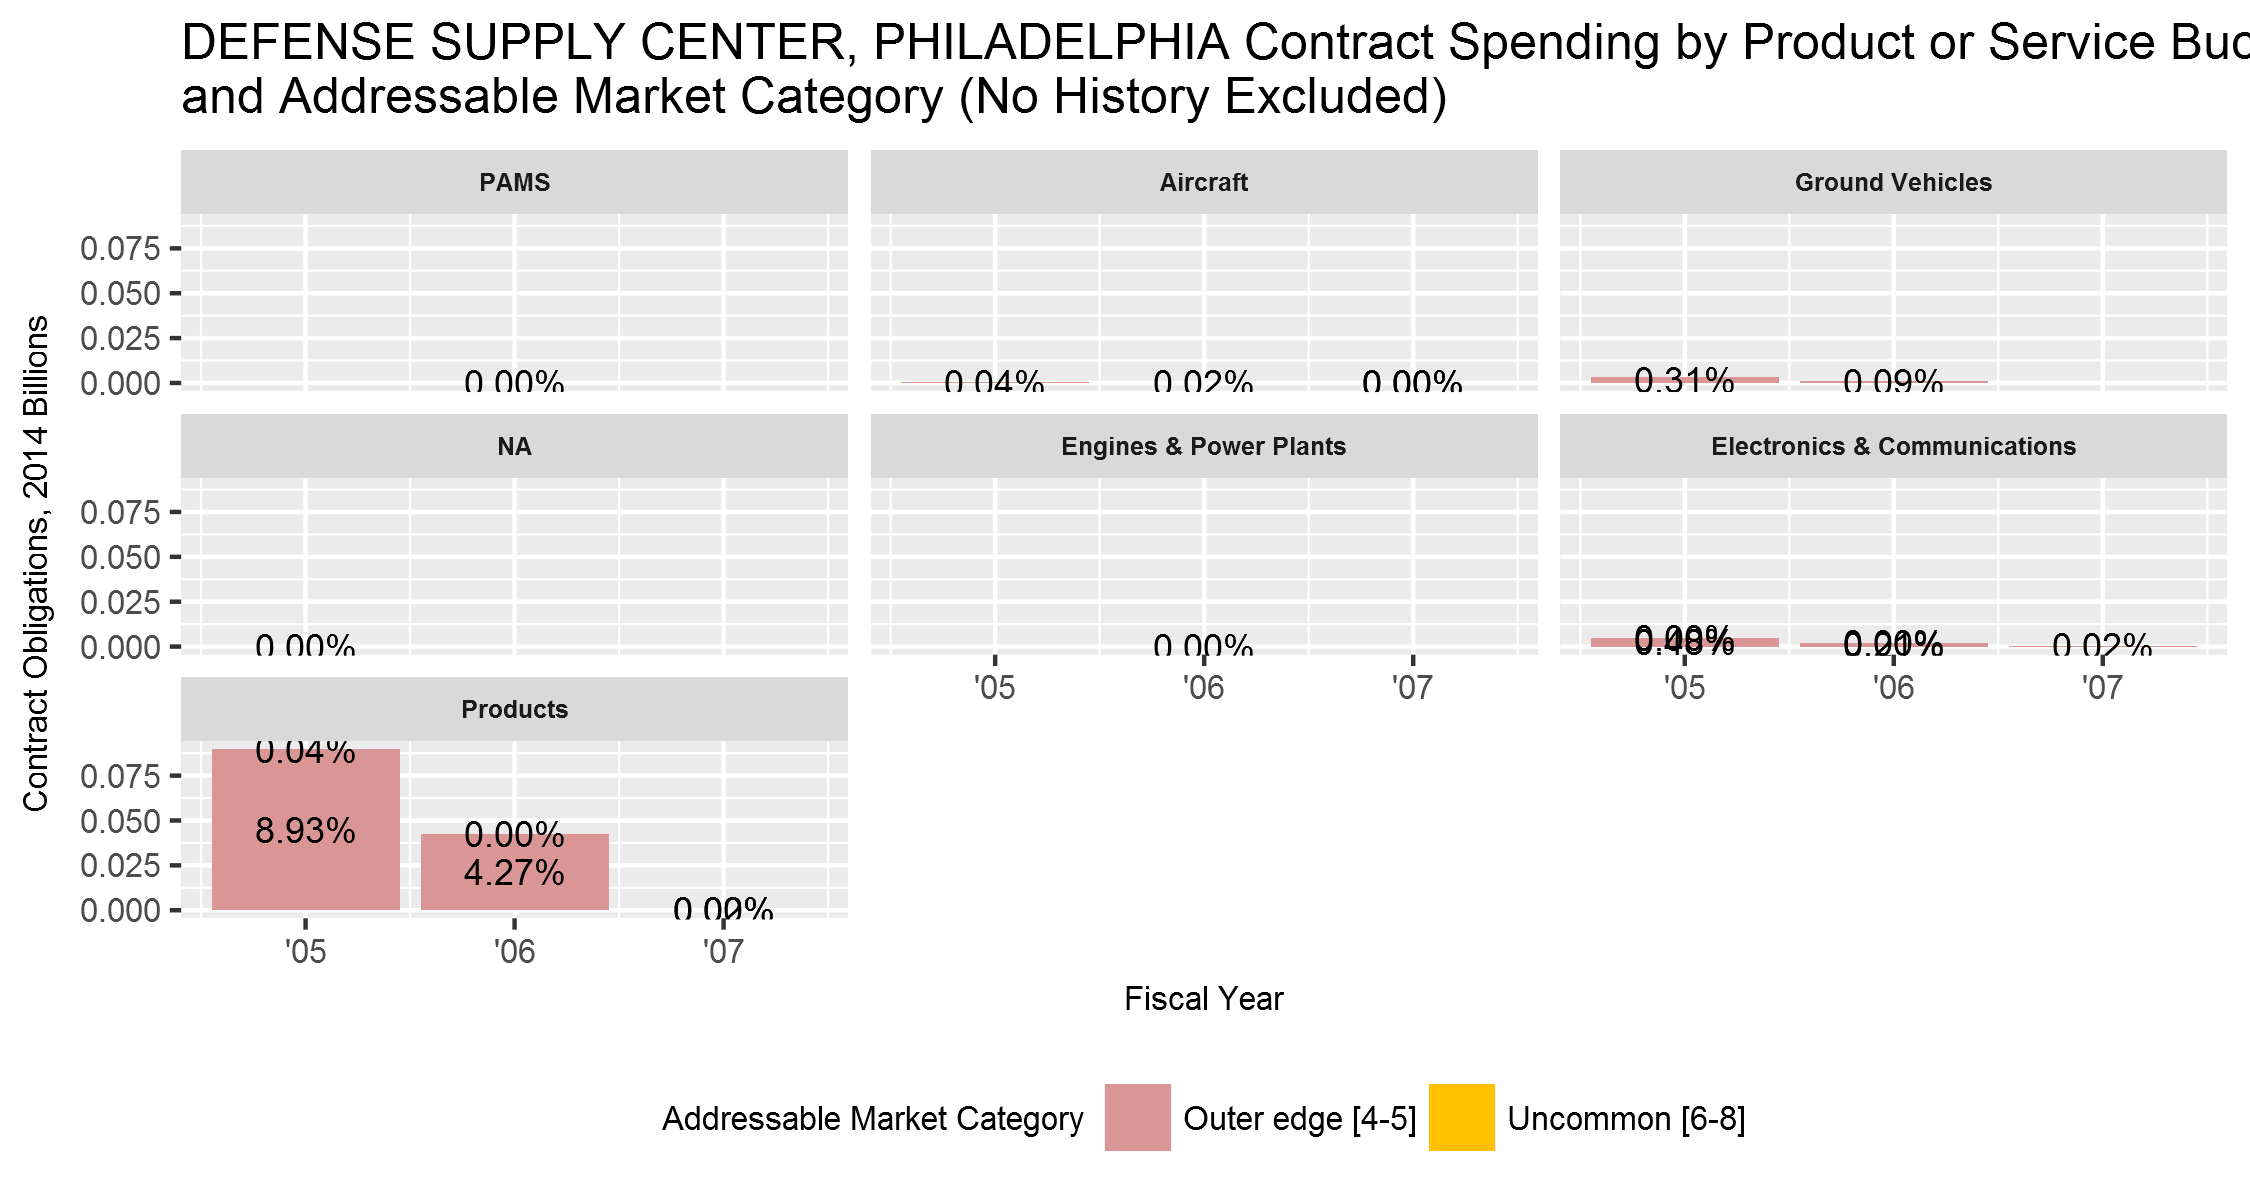 DEFENSE SUPPLY CENTER, PHILADELPHIA Contract Spending by Product or Service Buc
and Addressable Market Category (No History Excluded)
PAMS
Aircraft
Ground Vehicles
0.075
0.050
0.025
0.000
0.00%
0.04%
0.02%
0.00%
0.31%
0.09%
NA
Engines & Power Plants
Electronics & Communications
0.075
0.050
0.025
0.000
0.00%
0.00%
0.02%
'05
'06
'07
'05
'06
'07
Products
0.075
0.050
0.025
0.000
0.04%
8.93%
0.00%
4.27%
'05
'06
'07
Contract Obligations, 2014 Billions
Fiscal Year
Addressable Market Category
Outer edge [4-5]
Uncommon [6-8]